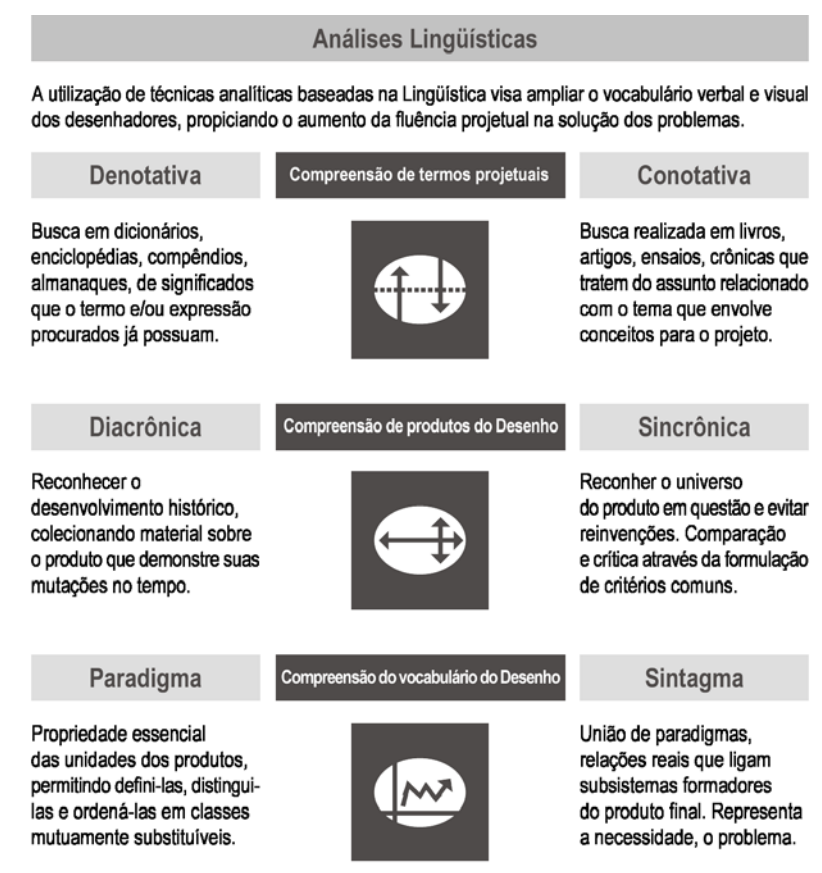 Análises Lingüísticas
A utilização de técnicas analíticas baseadas na Lingüística visa ampliar o vocabulário verbal e visual
dos desenhadores, propiciando o aumento da fluência projetual na solução dos problemas.
Denotativa
Busca em dicionários,
enciclopédias, compêndios,
almanaques, de significados
que o termo e/ou expressão
procurados já possuam.
Compreensão de termos projetuais
Conotativa
Busca realizada em livros,
artigos, ensaios, crônicas que
tratem do assunto relacionado
com o tema que envolve
conceitos para o projeto.
Diacrônica
Reconhecer o
desenvolvimento histórico,
colecionando material sobre
o produto que demonstre suas
mutações no tempo.
Compreensão de produtos do Desenho
Sincrônica
Reconher o universo
do produto em questão e evitar
reinvenções. Comparação
e crítica através da formulação
de critérios comuns.
Paradigma
Propriedade essencial
das unidades dos produtos,
permitindo defini-las, distingui-
las e ordená-las em classes
mutuamente substituíveis.
Compreensão do vocabulário do Desenho
Sintagma
União de paradigmas,
relações reais que ligam
subsistemas formadores
do produto final. Representa
a necessidade, o problema.